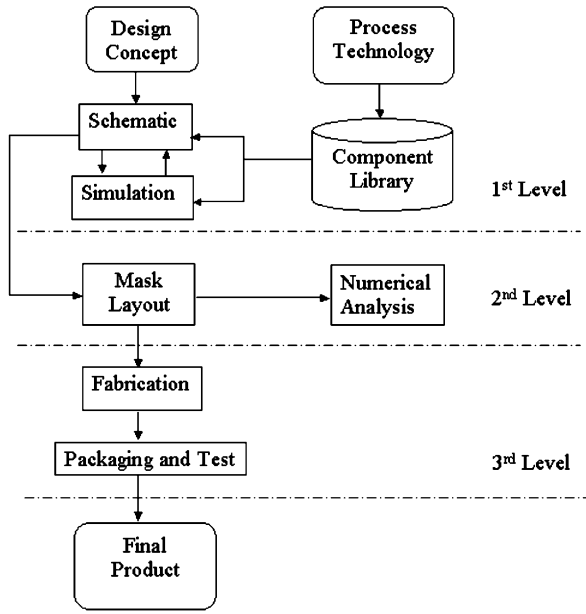 Design
Concept
Process
Technology
Schematic
Component
Library
Simulation
1st Level
Mask
Layout
Numerical
Analysis
2nd Level
Fabrication
Packaging and Test
3rd Level
Final
Product